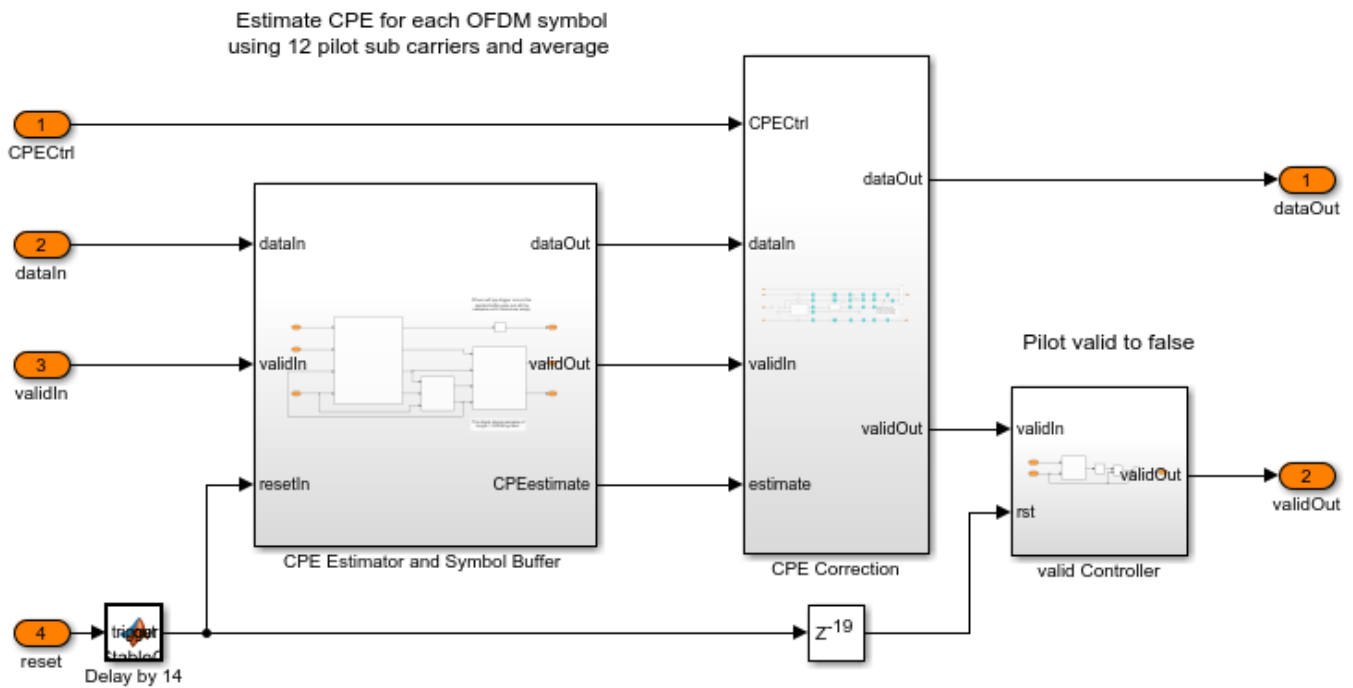 Estimate CPE for each OFDM symbol
using 12 pilot sub carriers and average
1
CPECtrl
CPECtrl
dataOut
1
dataOut
2
dataIn
dataIn
dataOut
dataIn
3
validIn
validIn
validOut
validIn
Pilot valid to false
validOut
validIn
validOut
2
validOut
resetIn
CPEestimate
estimate
rst
CPE Estimator and Symbol Buffer
CPE Correction
valid Controller
4
reset
Delay by 14
Z-19